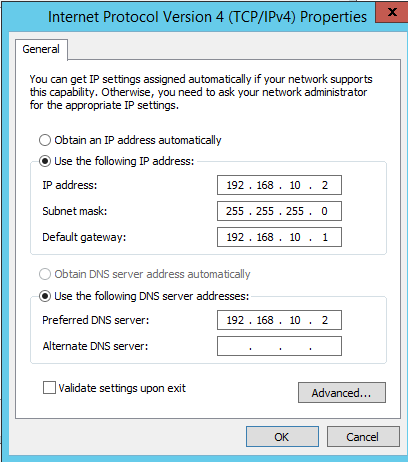 Internet Protocol Version 4 (TCP/IPv4) Properties
x
General
You can get IP settings assigned automatically if your network supports
this capability. Otherwise, you need to ask your network administrator
for the appropriate IP settings.
Obtain an IP address automatically
Use the following IP address:
IP address: 192 . 168 . 10 . 2
Subnet mask: 255 . 255 . 255 . 0
Default gateway: 192 . 168 . 10 . 1
Obtain DNS server address automatically
Use the following DNS server addresses:
Preferred DNS server: 192 . 168 . 10 . 2
Alternate DNS server: . . .
Validate settings upon exit
Advanced...
OK Cancel